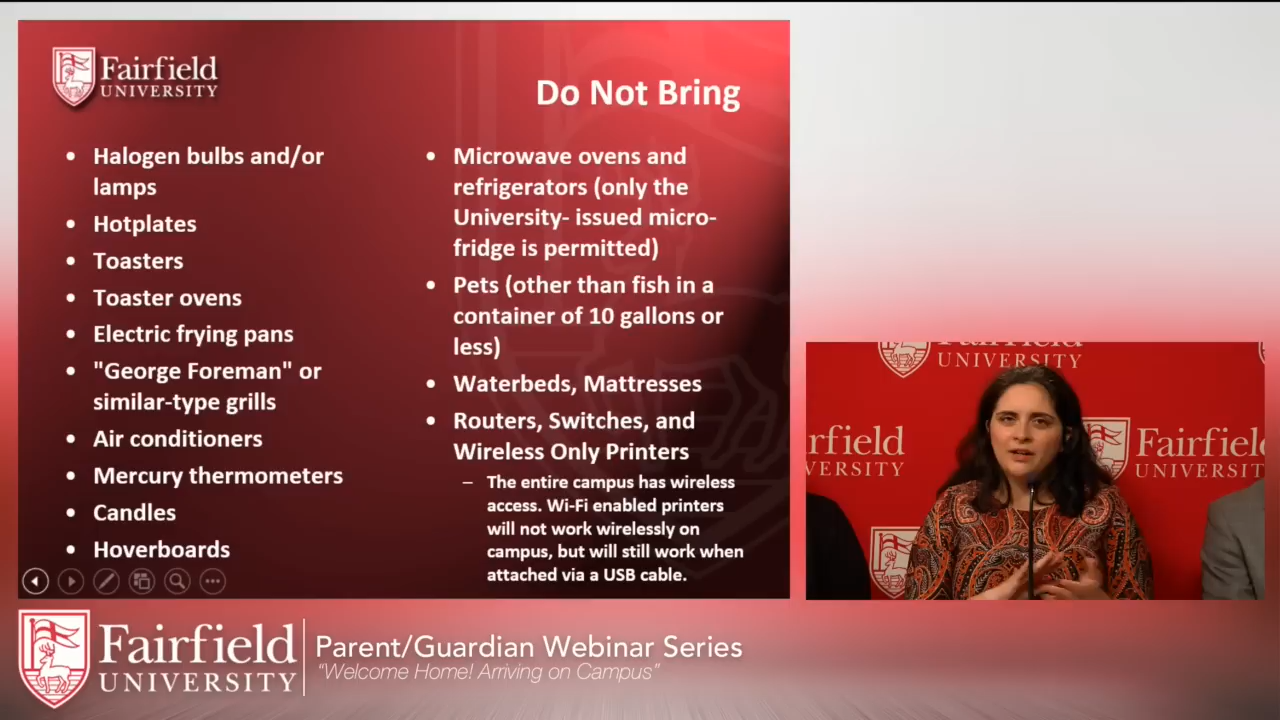 Fairfield
UNIVERSITY
Do Not Bring
• Halogen bulbs and/or
lamps
• Hotplates
• Toasters
• Toaster ovens
• Electric frying pans
• "George Foreman" or
similar-type grills
• Air conditioners
• Mercury thermometers
• Candles
• Hoverboards
• Microwave ovens and
refrigerators (only the
University- issued micro-
fridge is permitted)
• Pets (other than fish in a
container of 10 gallons or
less)
• Waterbeds, Mattresses
• Routers, Switches, and
Wireless Only Printers
– The entire campus has wireless
access. Wi-Fi enabled printers
will not work wirelessly on
campus, but will still work when
attached via a USB cable.
UNIVERSITY
rfield
VERSITY
Fairfiel
UNIVERSIT
Fairfield
UNIVERSITY
Parent/Guardian Webinar Series
"Welcome Home! Arriving on Campus"